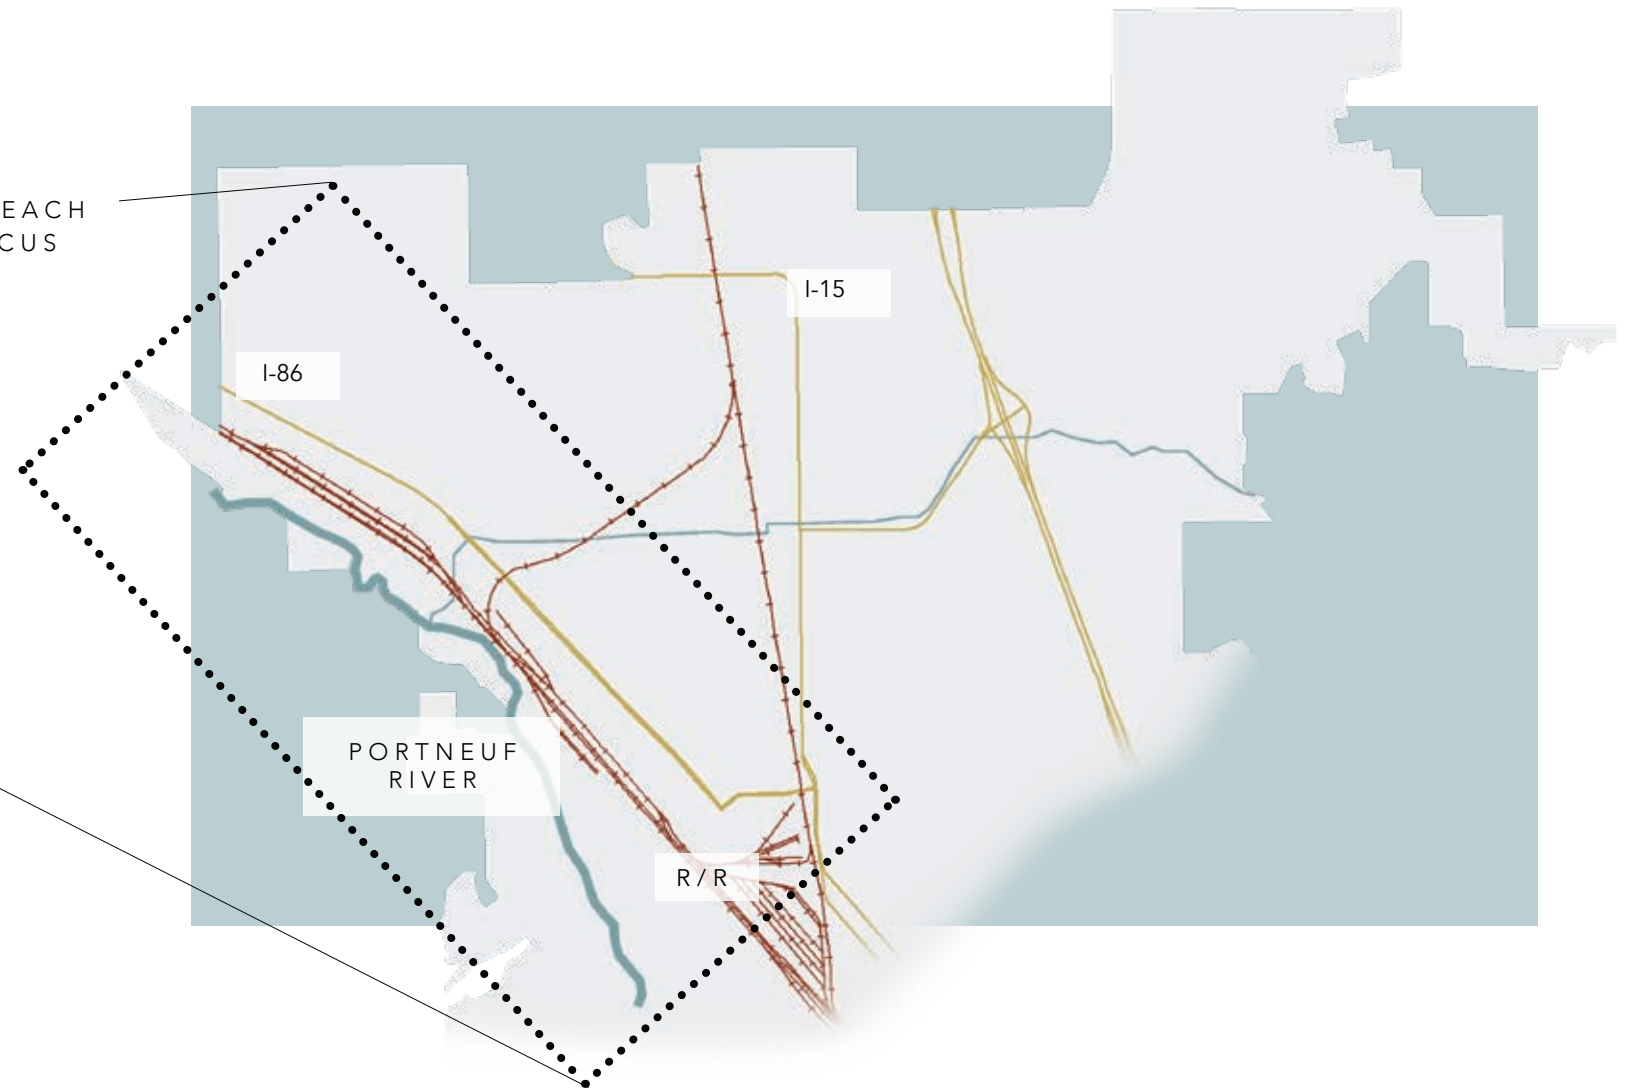 EACH
CUS
I-15
I-86
PORTNEUF
RIVER
R/R